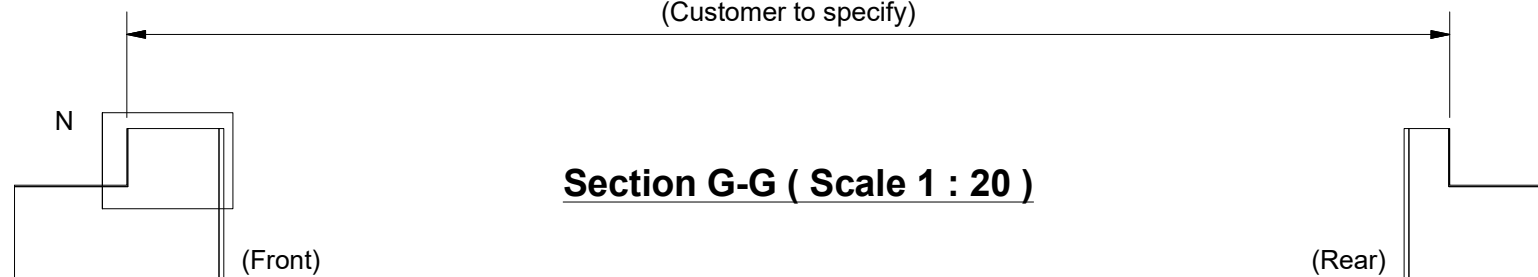 (Customer to specify)
N
Section G-G ( Scale 1 : 20 )
(Front)
(Rear)